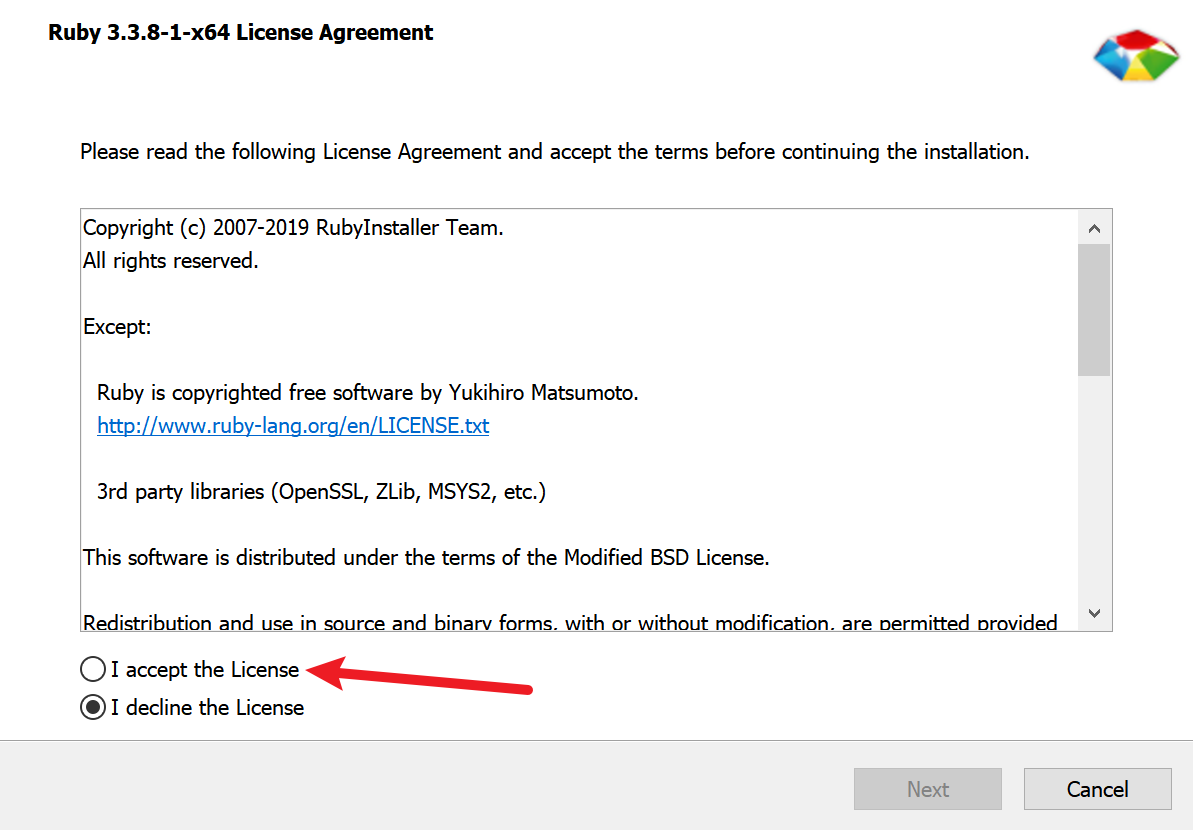 Ruby 3.3.8-1-x64 License Agreement
Please read the following License Agreement and accept the terms before continuing the installation.
Copyright (c) 2007-2019 RubyInstaller Team.
All rights reserved.
Except:
Ruby is copyrighted free software by Yukihiro Matsumoto.
http://www.ruby-lang.org/en/LICENSE.txt
3rd party libraries (OpenSSL, ZLib, MSYS2, etc.)
This software is distributed under the terms of the Modified BSD License.
Redistribution and use in source and binary forms, with or without modification, are permitted provided
I accept the License
I decline the License
Next
Cancel